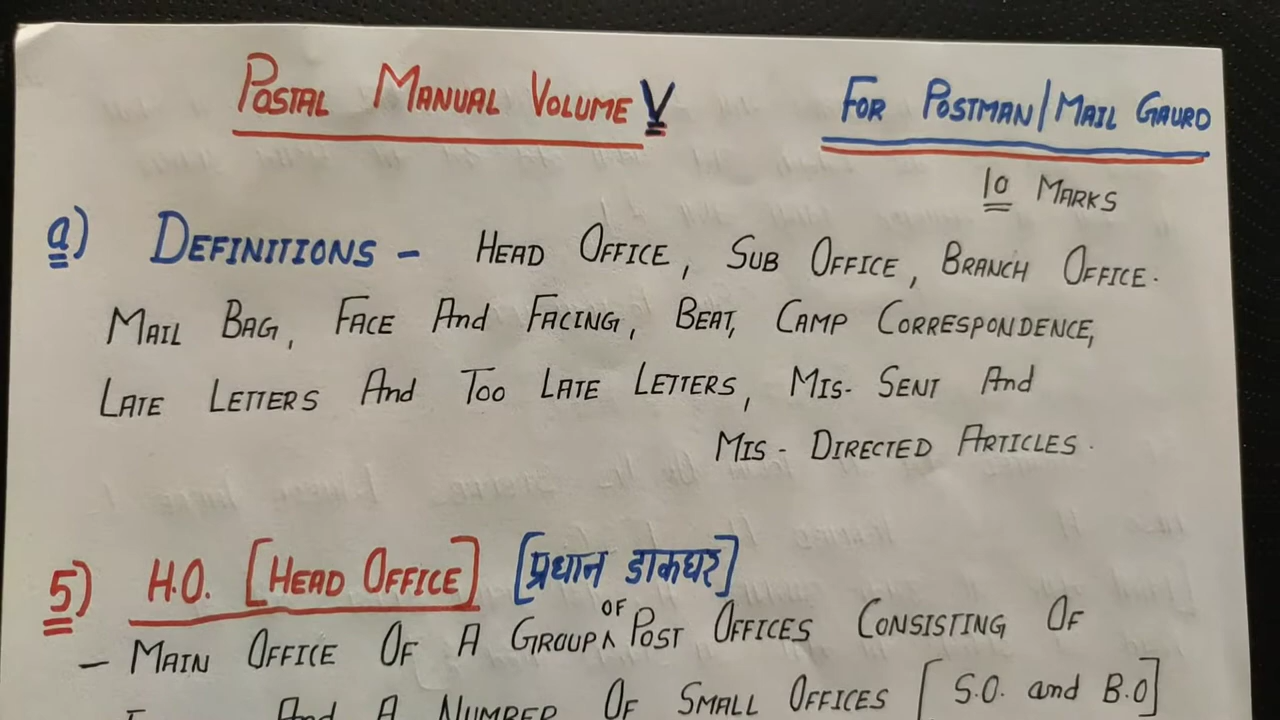 POSTAL MANUAL VOLUME V
FOR POSTMAN/MAIL GAURD
10 MARKS
a) DEFINITIONS - HEAD OFFICE, SUB OFFICE, BRANCH OFFICE.
MAIL BAG, FACE And FACING, BEAT, CAMP CORRESPONDENCE,
LATE LETTERS And TOO LATE LETTERS, MIS- SENT And
MIS - DIRECTED ARTICLES.
5) H.O. [HEAD OFFICE] [प्रधान डाकघर]
- MAIN OFFICE OF A GROUP OF POST OFFICES CONSISTING OF
And A NUMBER OF SMALL OFFICES [S.O. and B.O]